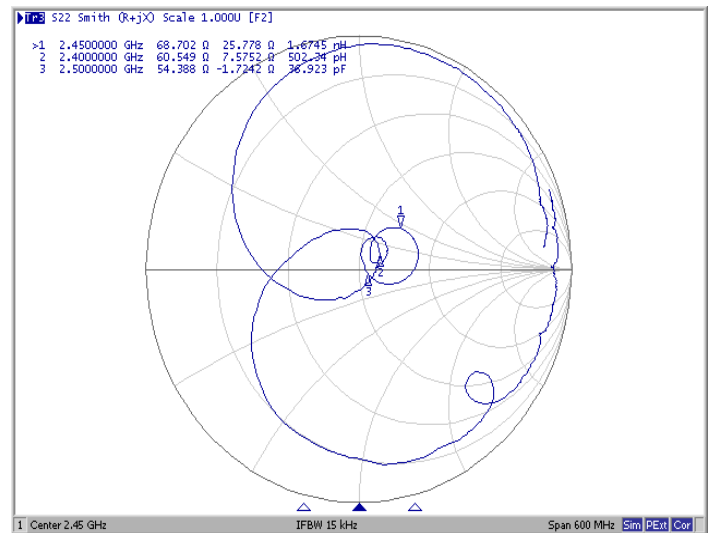 Tr3 S22 Smith (R+jX) Scale 1.000U [F2]
>1 2.4500000 GHz 68.702 Ω 25.778 Ω 1.6745 nH
2 2.4000000 GHz 60.549 Ω 7.5752 Ω 502.34 pH
3 2.5000000 GHz 54.388 Ω -1.7242 Ω 36.923 pF
1
2
3
1 Center 2.45 GHz IFBW 15 kHz Span 600 MHz Sim PExt Cor